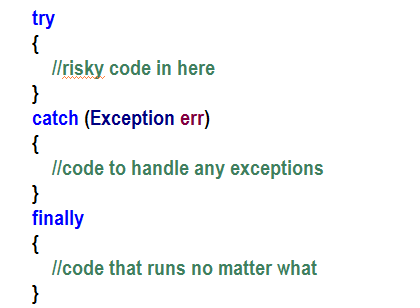 try
{
//risky code in here
}
catch (Exception err)
{
//code to handle any exceptions
}
finally
{
//code that runs no matter what
}